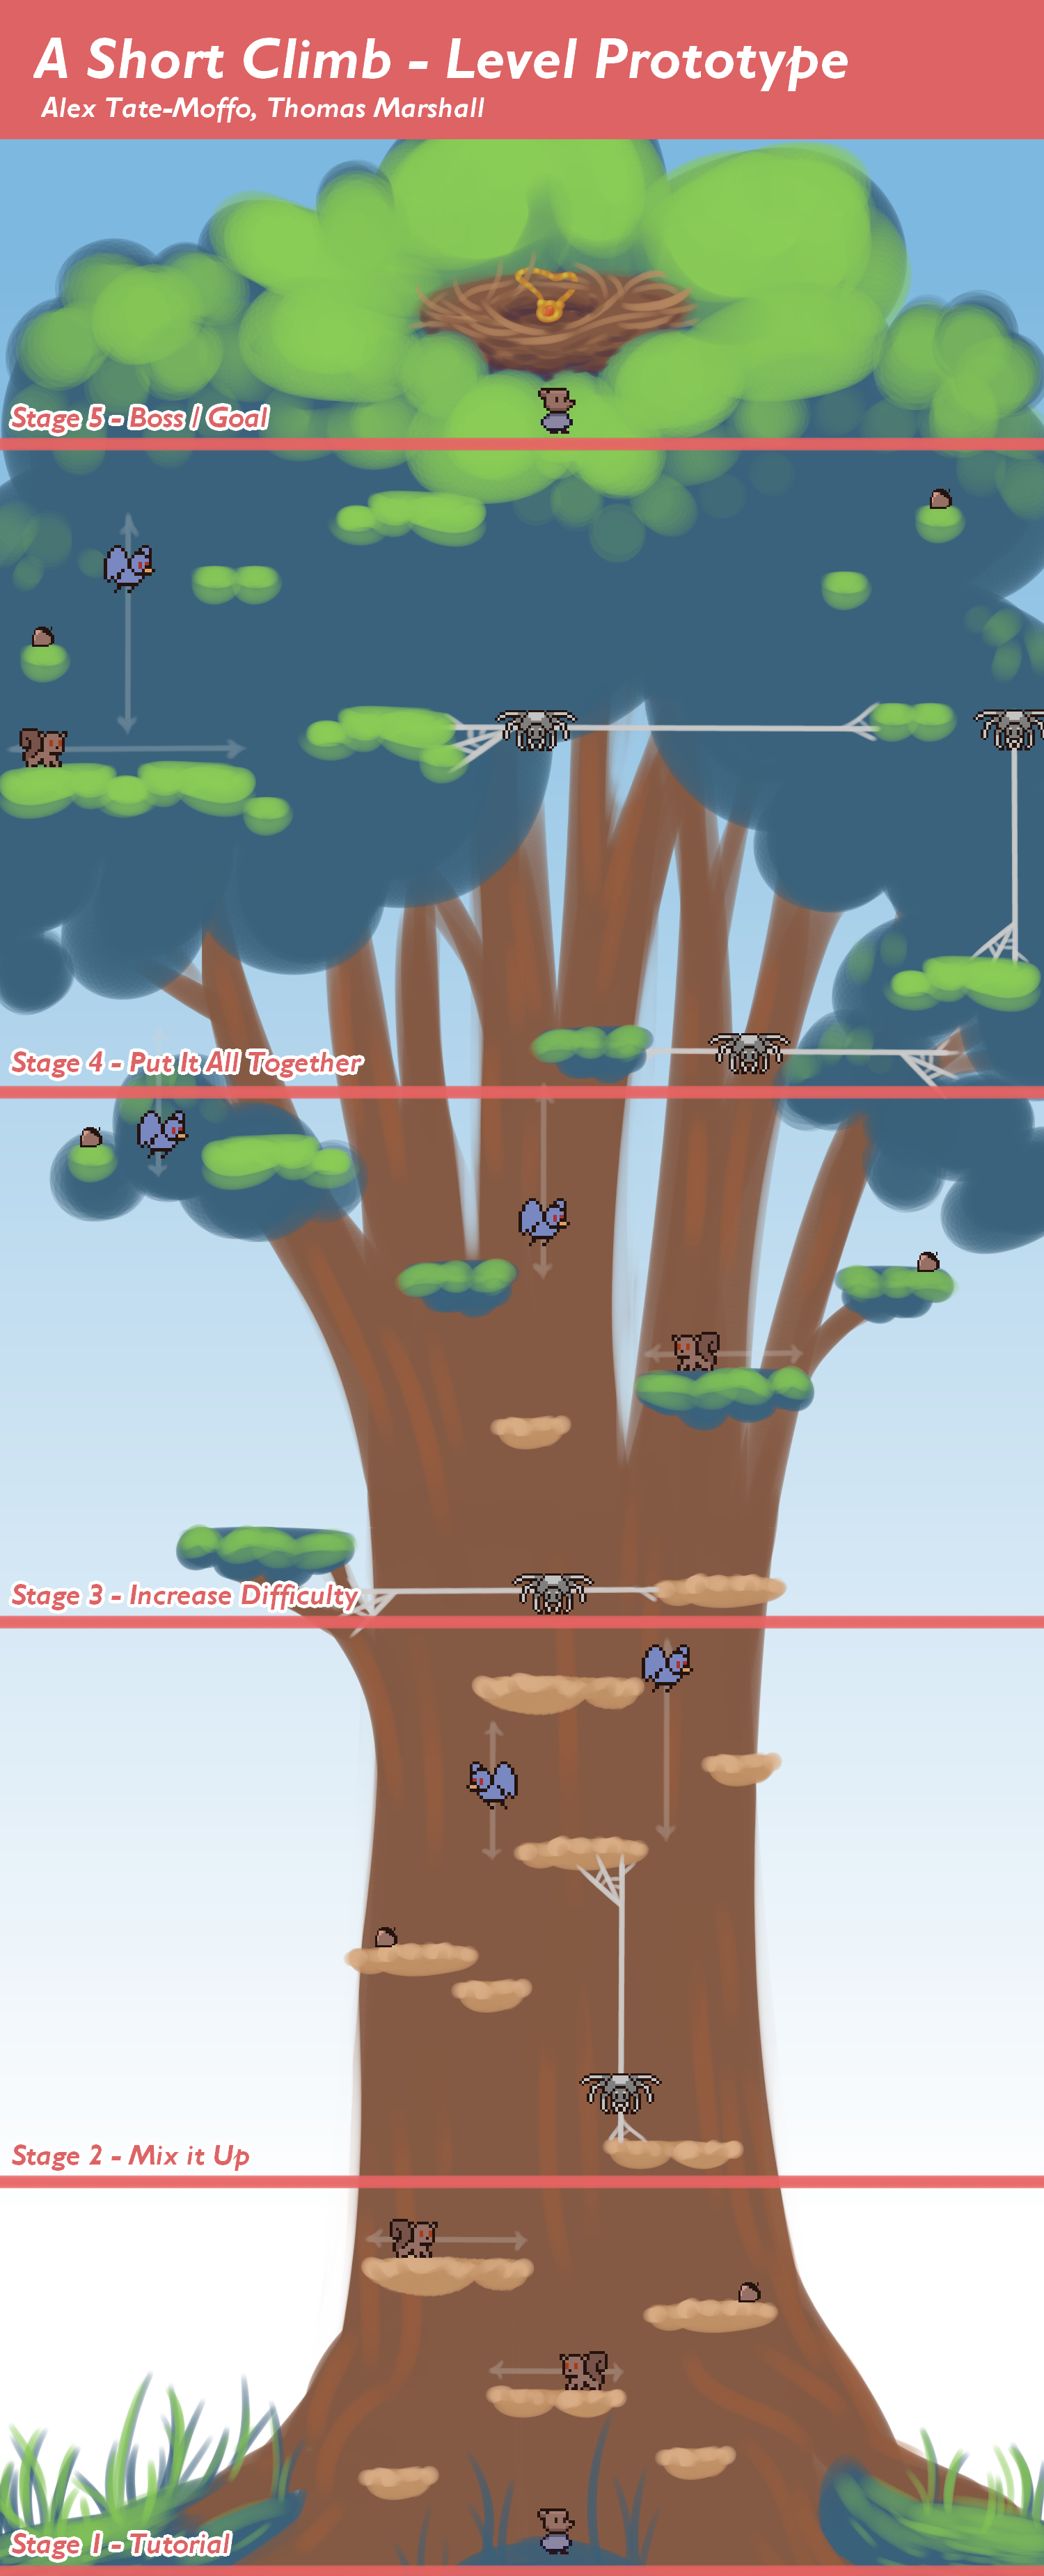 A Short Climb - Level Prototype
Alex Tate-Moffo, Thomas Marshall
Stage 5 - Boss / Goal
Stage 4 - Put It All Together
Stage 3 - Increase Difficulty
Stage 2 - Mix it Up
Stage 1 - Tutorial